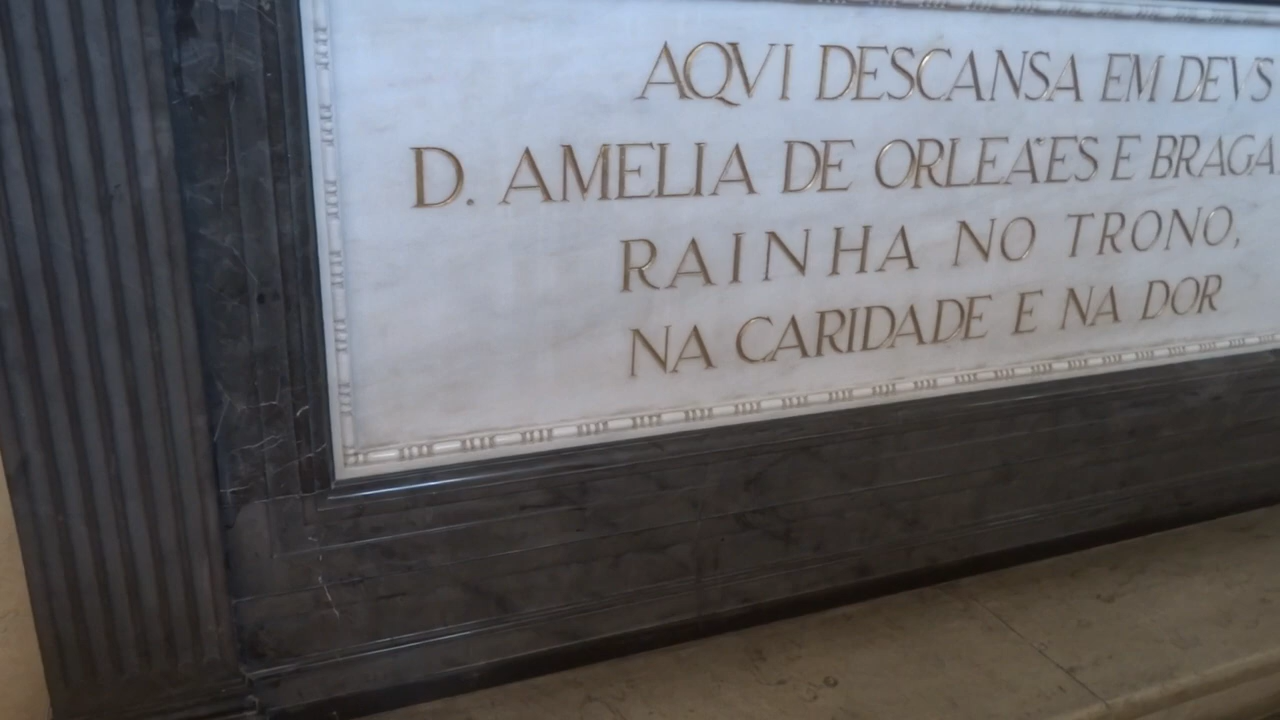 AQVI DESCANSA EM DEVS
D. AMELIA DE ORLEÃES E BRAGA
RAINHA NO TRONO,
NA CARIDADE E NA DOR